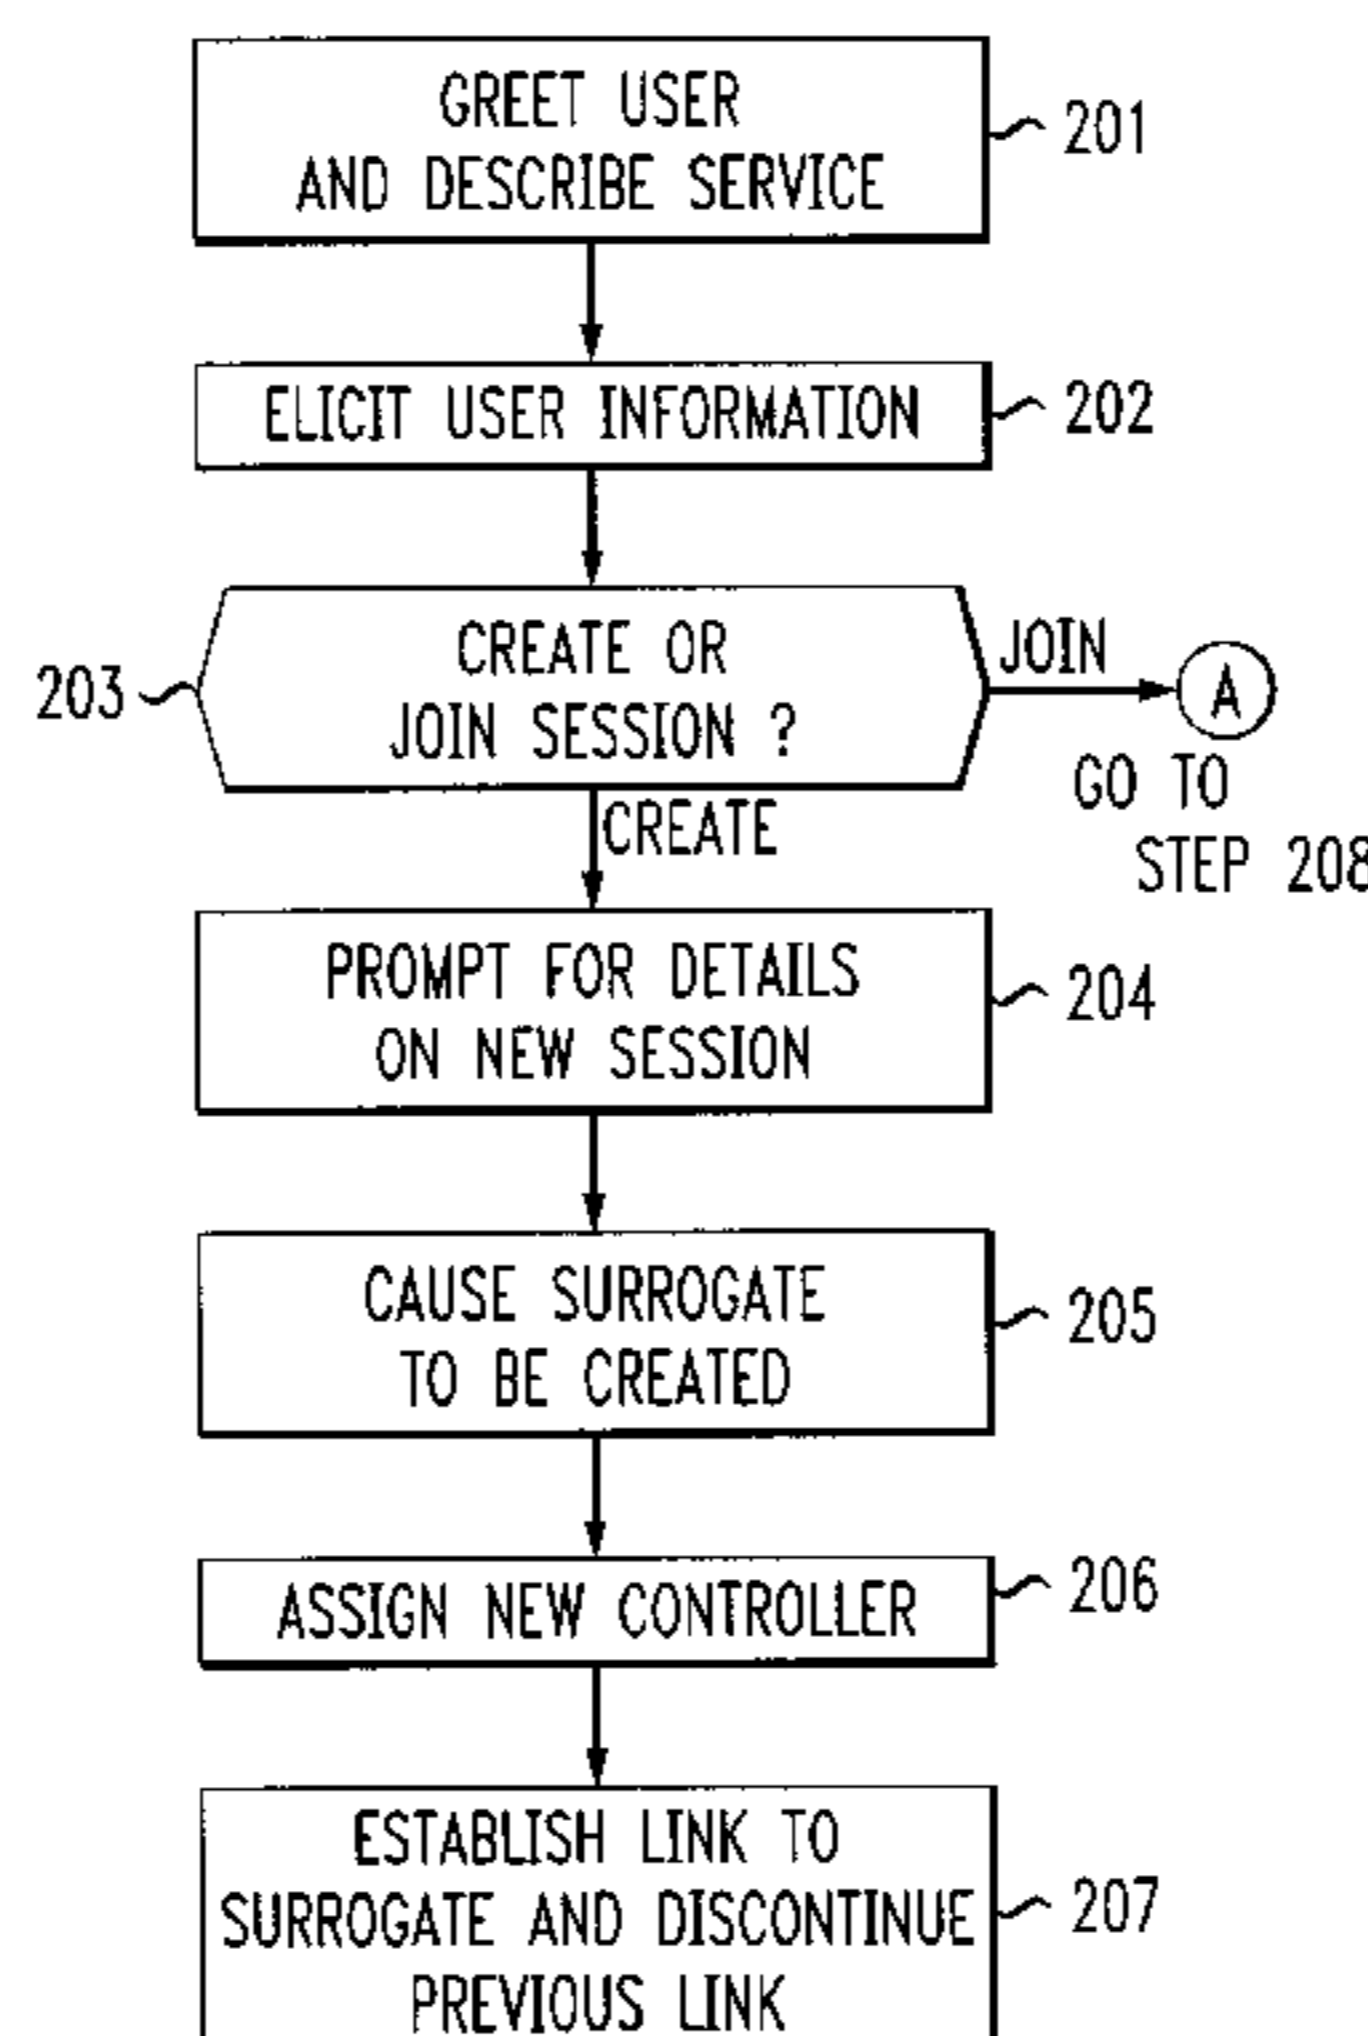 GREET USER
AND DESCRIBE SERVICE
201
ELICIT USER INFORMATION
202
203
CREATE OR
JOIN SESSION ?
JOIN
A
GO TO
STEP 208
CREATE
PROMPT FOR DETAILS
ON NEW SESSION
204
CAUSE SURROGATE
TO BE CREATED
205
ASSIGN NEW CONTROLLER
206
ESTABLISH LINK TO
SURROGATE AND DISCONTINUE
PREVIOUS LINK
207